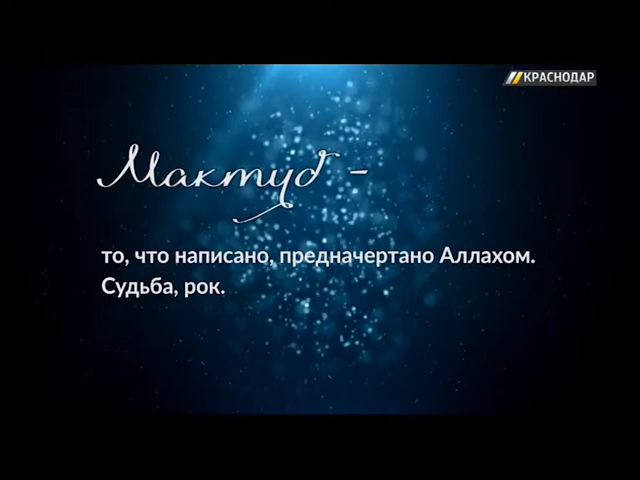 КРАСНОДАР
Мактуб -
то, что написано, предначертано Аллахом.
Судьба, рок.